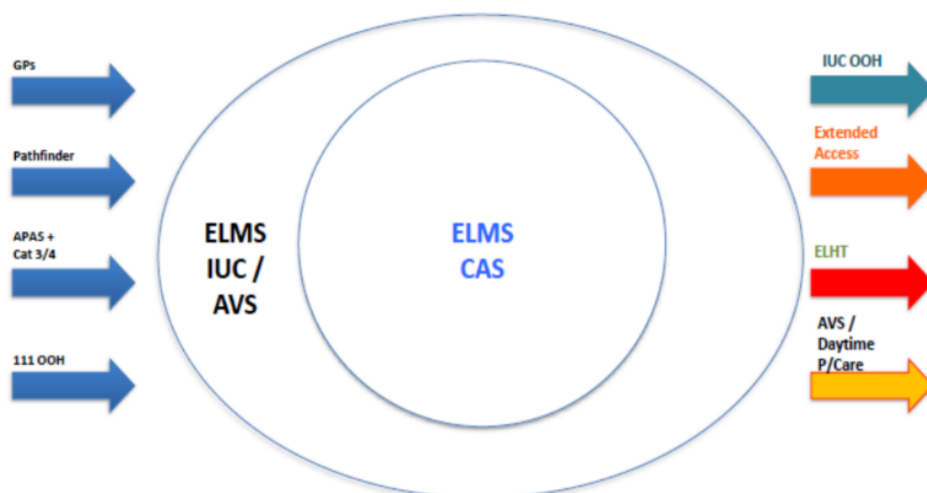 GPs
Pathfinder
APAS +
Cat 3/4
111 OOH
ELMS
IUC /
AVS
ELMS
CAS
IUC OOH
Extended
Access
ELHT
AVS /
Daytime
P/Care